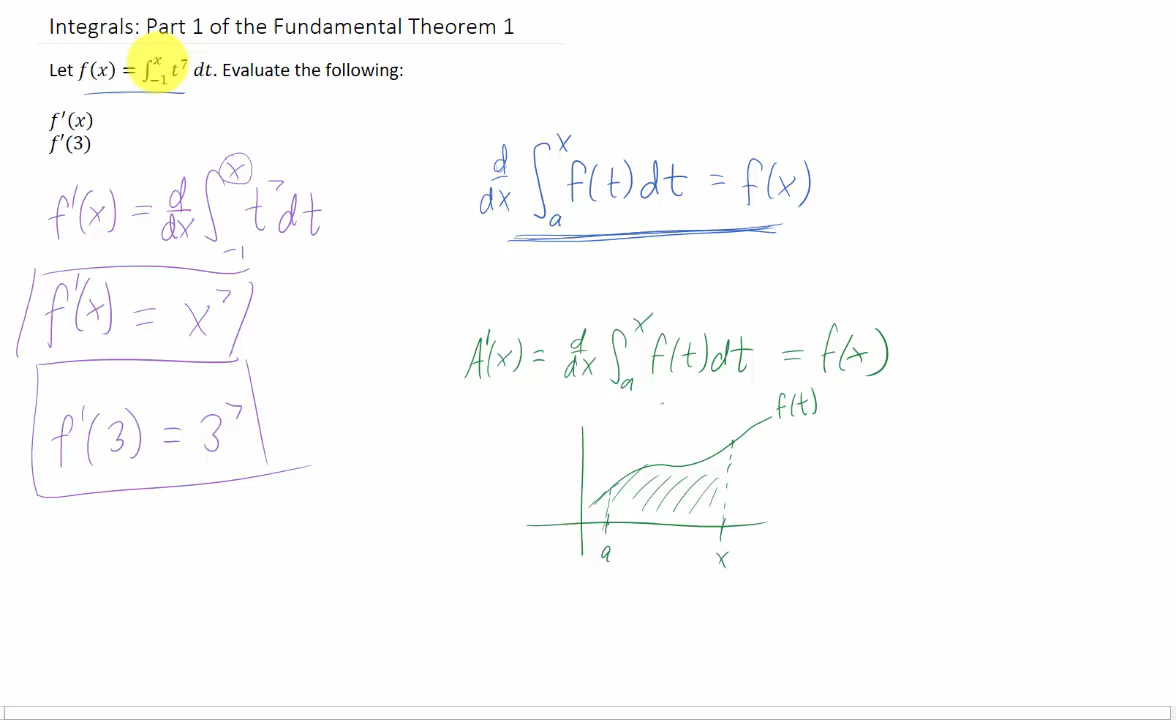 Integrals: Part 1 of the Fundamental Theorem 1
Let f(x) = ∫₋₁ˣ t⁷ dt. Evaluate the following:
f′(x)
f′(3)
f'(x) = d/dx ∫₋₁ˣ t⁷ dt
f'(x) = x⁷
f'(3) = 3⁷
d/dx ∫ₐˣ f(t) dt = f(x)
A'(x) = d/dx ∫ₐˣ f(t) dt = f(x)
f(t)
a x